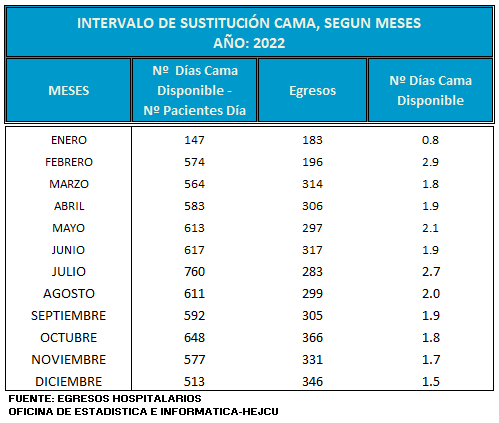 INTERVALO DE SUSTITUCIÓN CAMA, SEGUN MESES
AÑO: 2022
MESES
Nº  Días Cama
Disponible -
Nº Pacientes Día
Egresos
Nº Días Cama
Disponible
ENERO 147 183 0.8
FEBRERO 574 196 2.9
MARZO 564 314 1.8
ABRIL 583 306 1.9
MAYO 613 297 2.1
JUNIO 617 317 1.9
JULIO 760 283 2.7
AGOSTO 611 299 2.0
SEPTIEMBRE 592 305 1.9
OCTUBRE 648 366 1.8
NOVIEMBRE 577 331 1.7
DICIEMBRE 513 346 1.5
FUENTE: EGRESOS HOSPITALARIOS
OFICINA DE ESTADISTICA E INFORMATICA-HEJCU